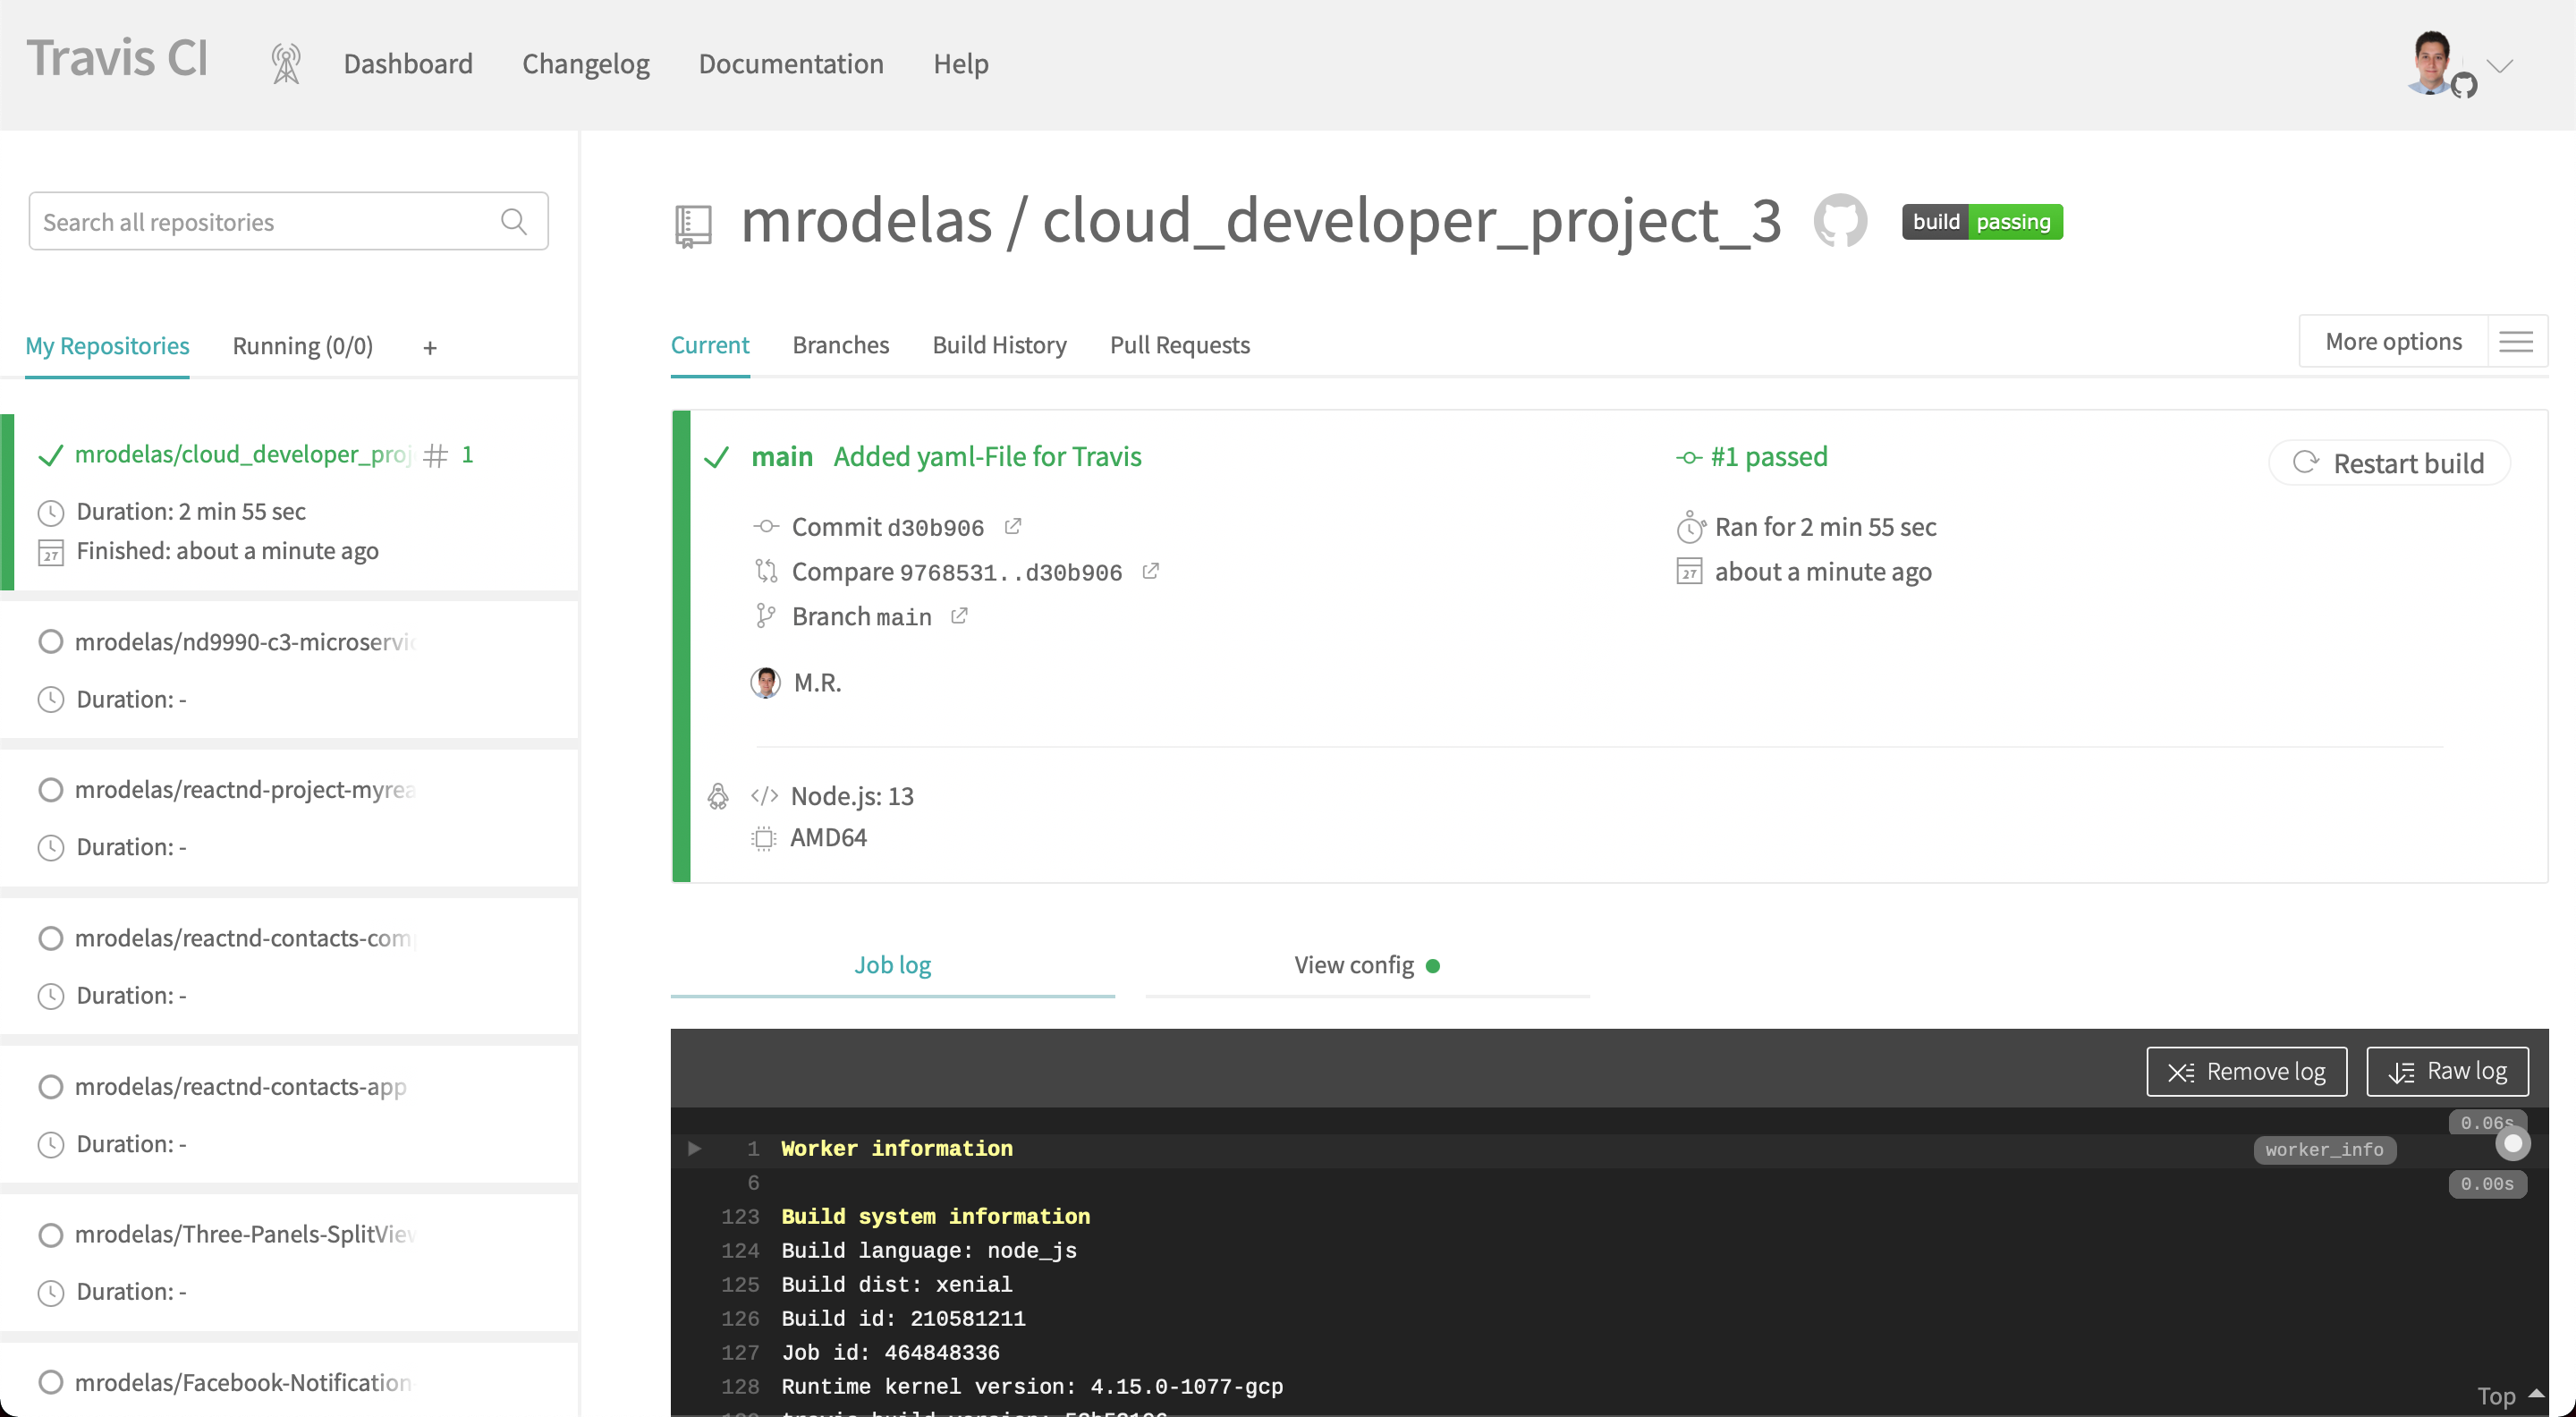 Travis CI
Dashboard
Changelog
Documentation
Help
Search all repositories
My Repositories
Running (0/0)
+
mrodelas/cloud_developer_proj # 1
Duration: 2 min 55 sec
27 Finished: about a minute ago
mrodelas/nd9990-c3-microservic
Duration: -
mrodelas/reactnd-project-myrea
Duration: -
mrodelas/reactnd-contacts-com
Duration: -
mrodelas/reactnd-contacts-app
Duration: -
mrodelas/Three-Panels-SplitView
Duration: -
mrodelas/Facebook-Notification
mrodelas / cloud_developer_project_3
build passing
Current
Branches
Build History
Pull Requests
More options
main Added yaml-File for Travis
Commit d30b906
Compare 9768531..d30b906
Branch main
M.R.
#1 passed
Ran for 2 min 55 sec
27 about a minute ago
Restart build
</> Node.js: 13
AMD64
Job log
View config
Remove log
Raw log
0.06s
1 Worker information worker_info
6 0.00s
123 Build system information
124 Build language: node_js
125 Build dist: xenial
126 Build id: 210581211
127 Job id: 464848336
128 Runtime kernel version: 4.15.0-1077-gcp
Top